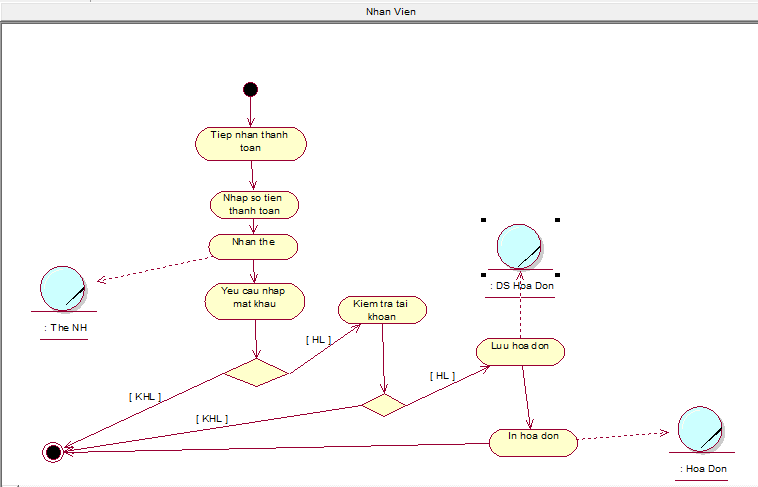 Nhan Vien
Tiep nhan thanh
toan
Nhap so tien
thanh toan
Nhan the
: The NH
Yeu cau nhap
mat khau
Kiem tra tai
khoan
: DS Hoa Don
[ HL ]
Luu hoa don
[ HL ]
[ KHL ]
[ KHL ]
In hoa don
: Hoa Don